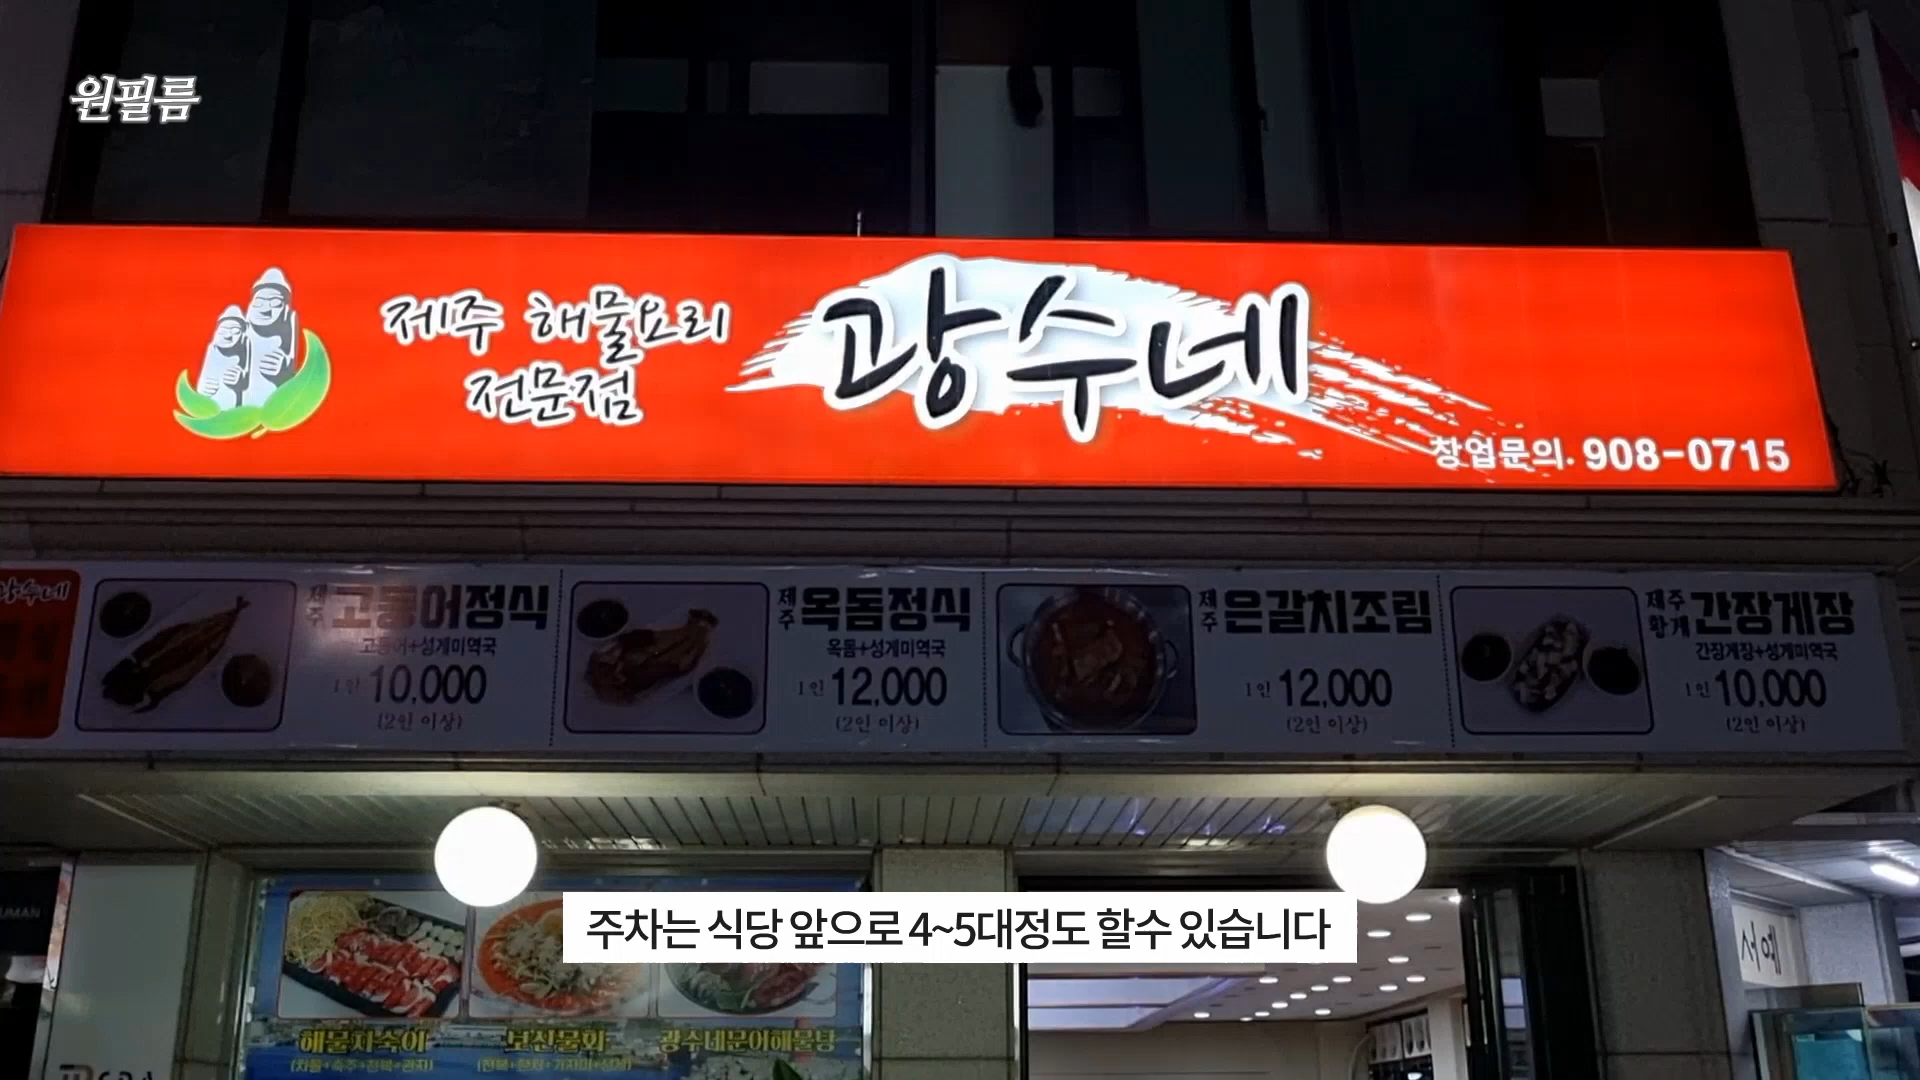 원필름
제주 해물요리
전문점
광수네
창업문의. 908-0715
광수네
제주 고등어정식
고등어+성게미역국
1인 10,000
(2인 이상)
제주 옥돔정식
옥돔+성게미역국
1인 12,000
(2인 이상)
제주 은갈치조림
1인 12,000
(2인 이상)
제주 황게 간장게장
간장게장+성게미역국
1인 10,000
(2인 이상)
주차는 식당 앞으로 4~5대정도 할수 있습니다
서예
해물차숙이
보신물회
광수네문어해물탕